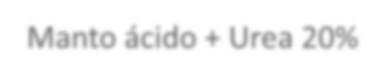 Manto ácido + Urea 20%